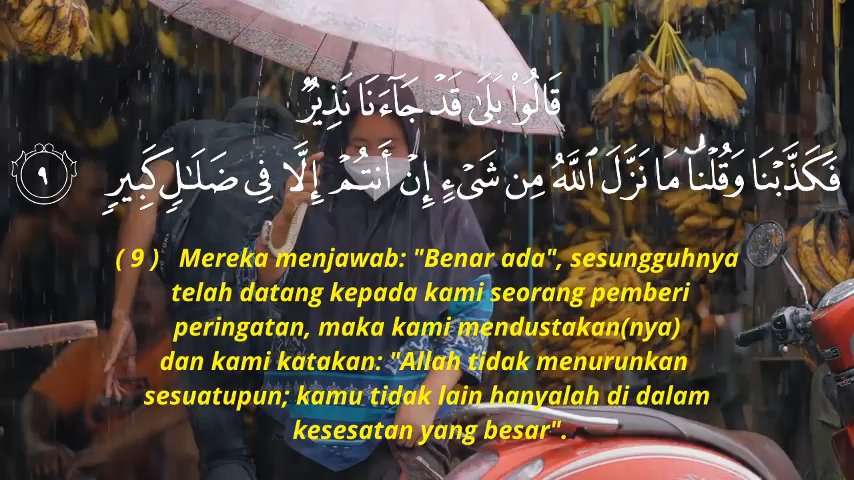 قَالُوا۟ بَلَىٰ قَدْ جَآءَنَا نَذِيرٌ
فَكَذَّبْنَا وَقُلْنَا مَا نَزَّلَ ٱللَّهُ مِن شَىْءٍ إِنْ أَنتُمْ إِلَّا فِى ضَلَـٰلٍ كَبِيرٍ ٩
( 9 ) Mereka menjawab: "Benar ada", sesungguhnya
telah datang kepada kami seorang pemberi
peringatan, maka kami mendustakan(nya)
dan kami katakan: "Allah tidak menurunkan
sesuatupun; kamu tidak lain hanyalah di dalam
kesesatan yang besar".